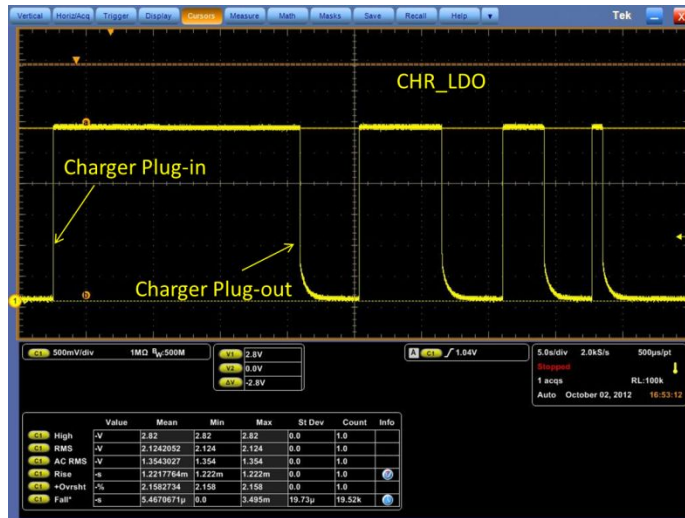 Vertical Horiz/Acq Trigger Display Cursors Measure Math Masks Save Recall Help Tek X
CHR_LDO
a
Charger Plug-in
Charger Plug-out
b
1
C1 500mV/div 1MΩ BW:500M
V1 2.8V
V2 0.0V
ΔV -2.8V
A C1 1.04V
5.0s/div 2.0kS/s 500µs/pt
Stopped
1 acqs RL:100k
Auto October 02, 2012 16:53:12
Value Mean Min Max St Dev Count Info
C1 High -V 2.82 2.82 2.82 0.0 1.0
C1 RMS -V 2.1242052 2.124 2.124 0.0 1.0
C1 AC RMS -V 1.3543027 1.354 1.354 0.0 1.0
C1 Rise -s 1.2217764m 1.222m 1.222m 0.0 1.0
C1 +Ovrsht -% 2.1582734 2.158 2.158 0.0 1.0
C1 Fall* -s 5.4670671µ 0.0 3.495m 19.73µ 19.52k